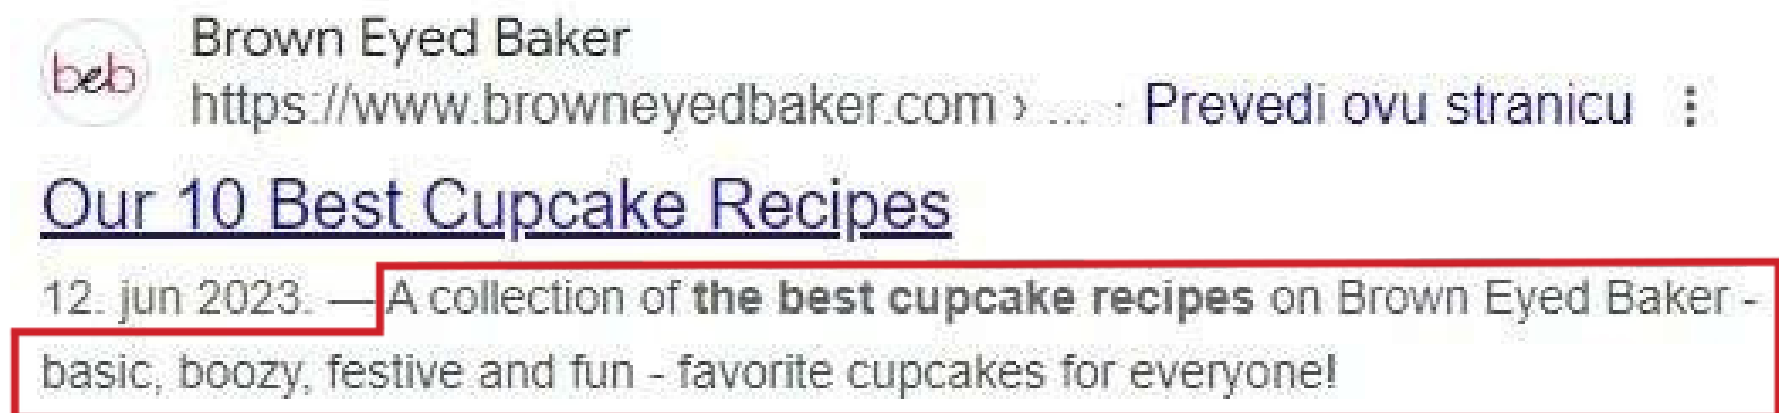 beb
Brown Eyed Baker
https://www.browneyedbaker.com › ... · Prevedi ovu stranicu
Our 10 Best Cupcake Recipes
12. jun 2023. — A collection of the best cupcake recipes on Brown Eyed Baker -
basic, boozy, festive and fun - favorite cupcakes for everyone!